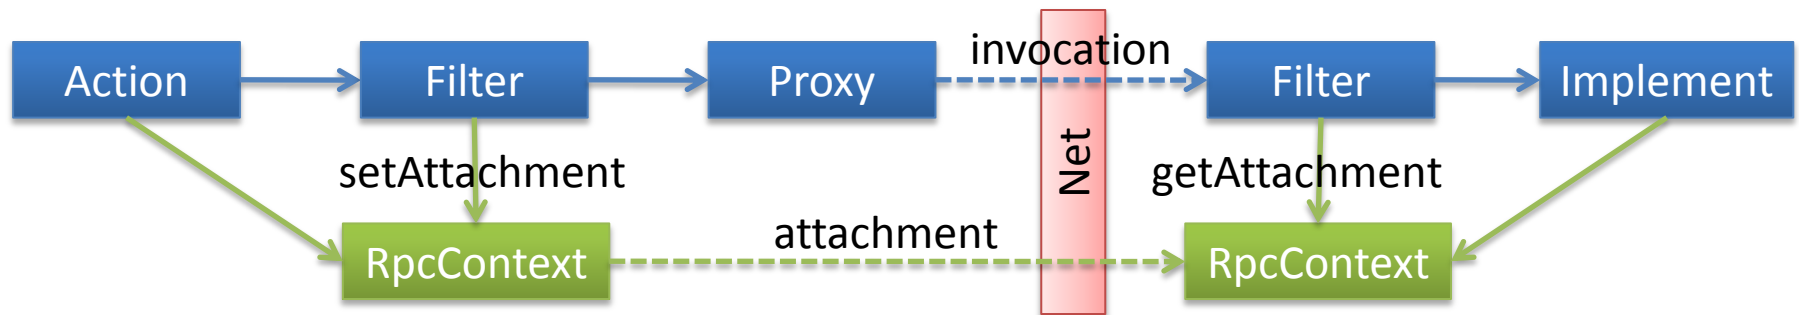 invocation
Action
Filter
Proxy
Filter
Implement
Net
setAttachment
getAttachment
attachment
RpcContext
RpcContext